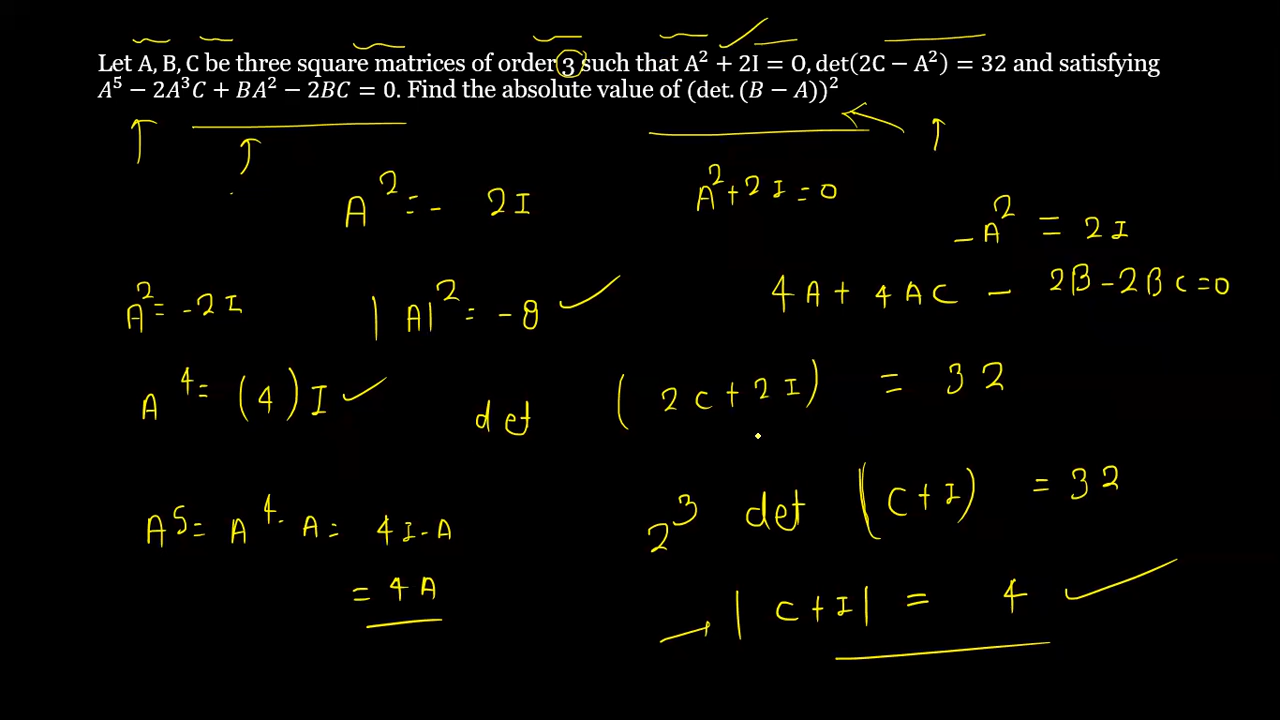 Let A, B, C be three square matrices of order 3 such that A² + 2I = O, det(2C − A²) = 32 and satisfying
A⁵ − 2A³C + BA² − 2BC = 0. Find the absolute value of (det. (B − A))²
A² = - 2I
A² + 2I = 0
-A² = 2I
A² = -2I
|A|² = -8
4A + 4AC - 2B - 2BC = 0
A⁴ = (4) I
det (2C + 2I) = 32
A⁵ = A⁴. A = 4I.A
2³ det (C + I) = 32
= 4A
→ |C + I| = 4